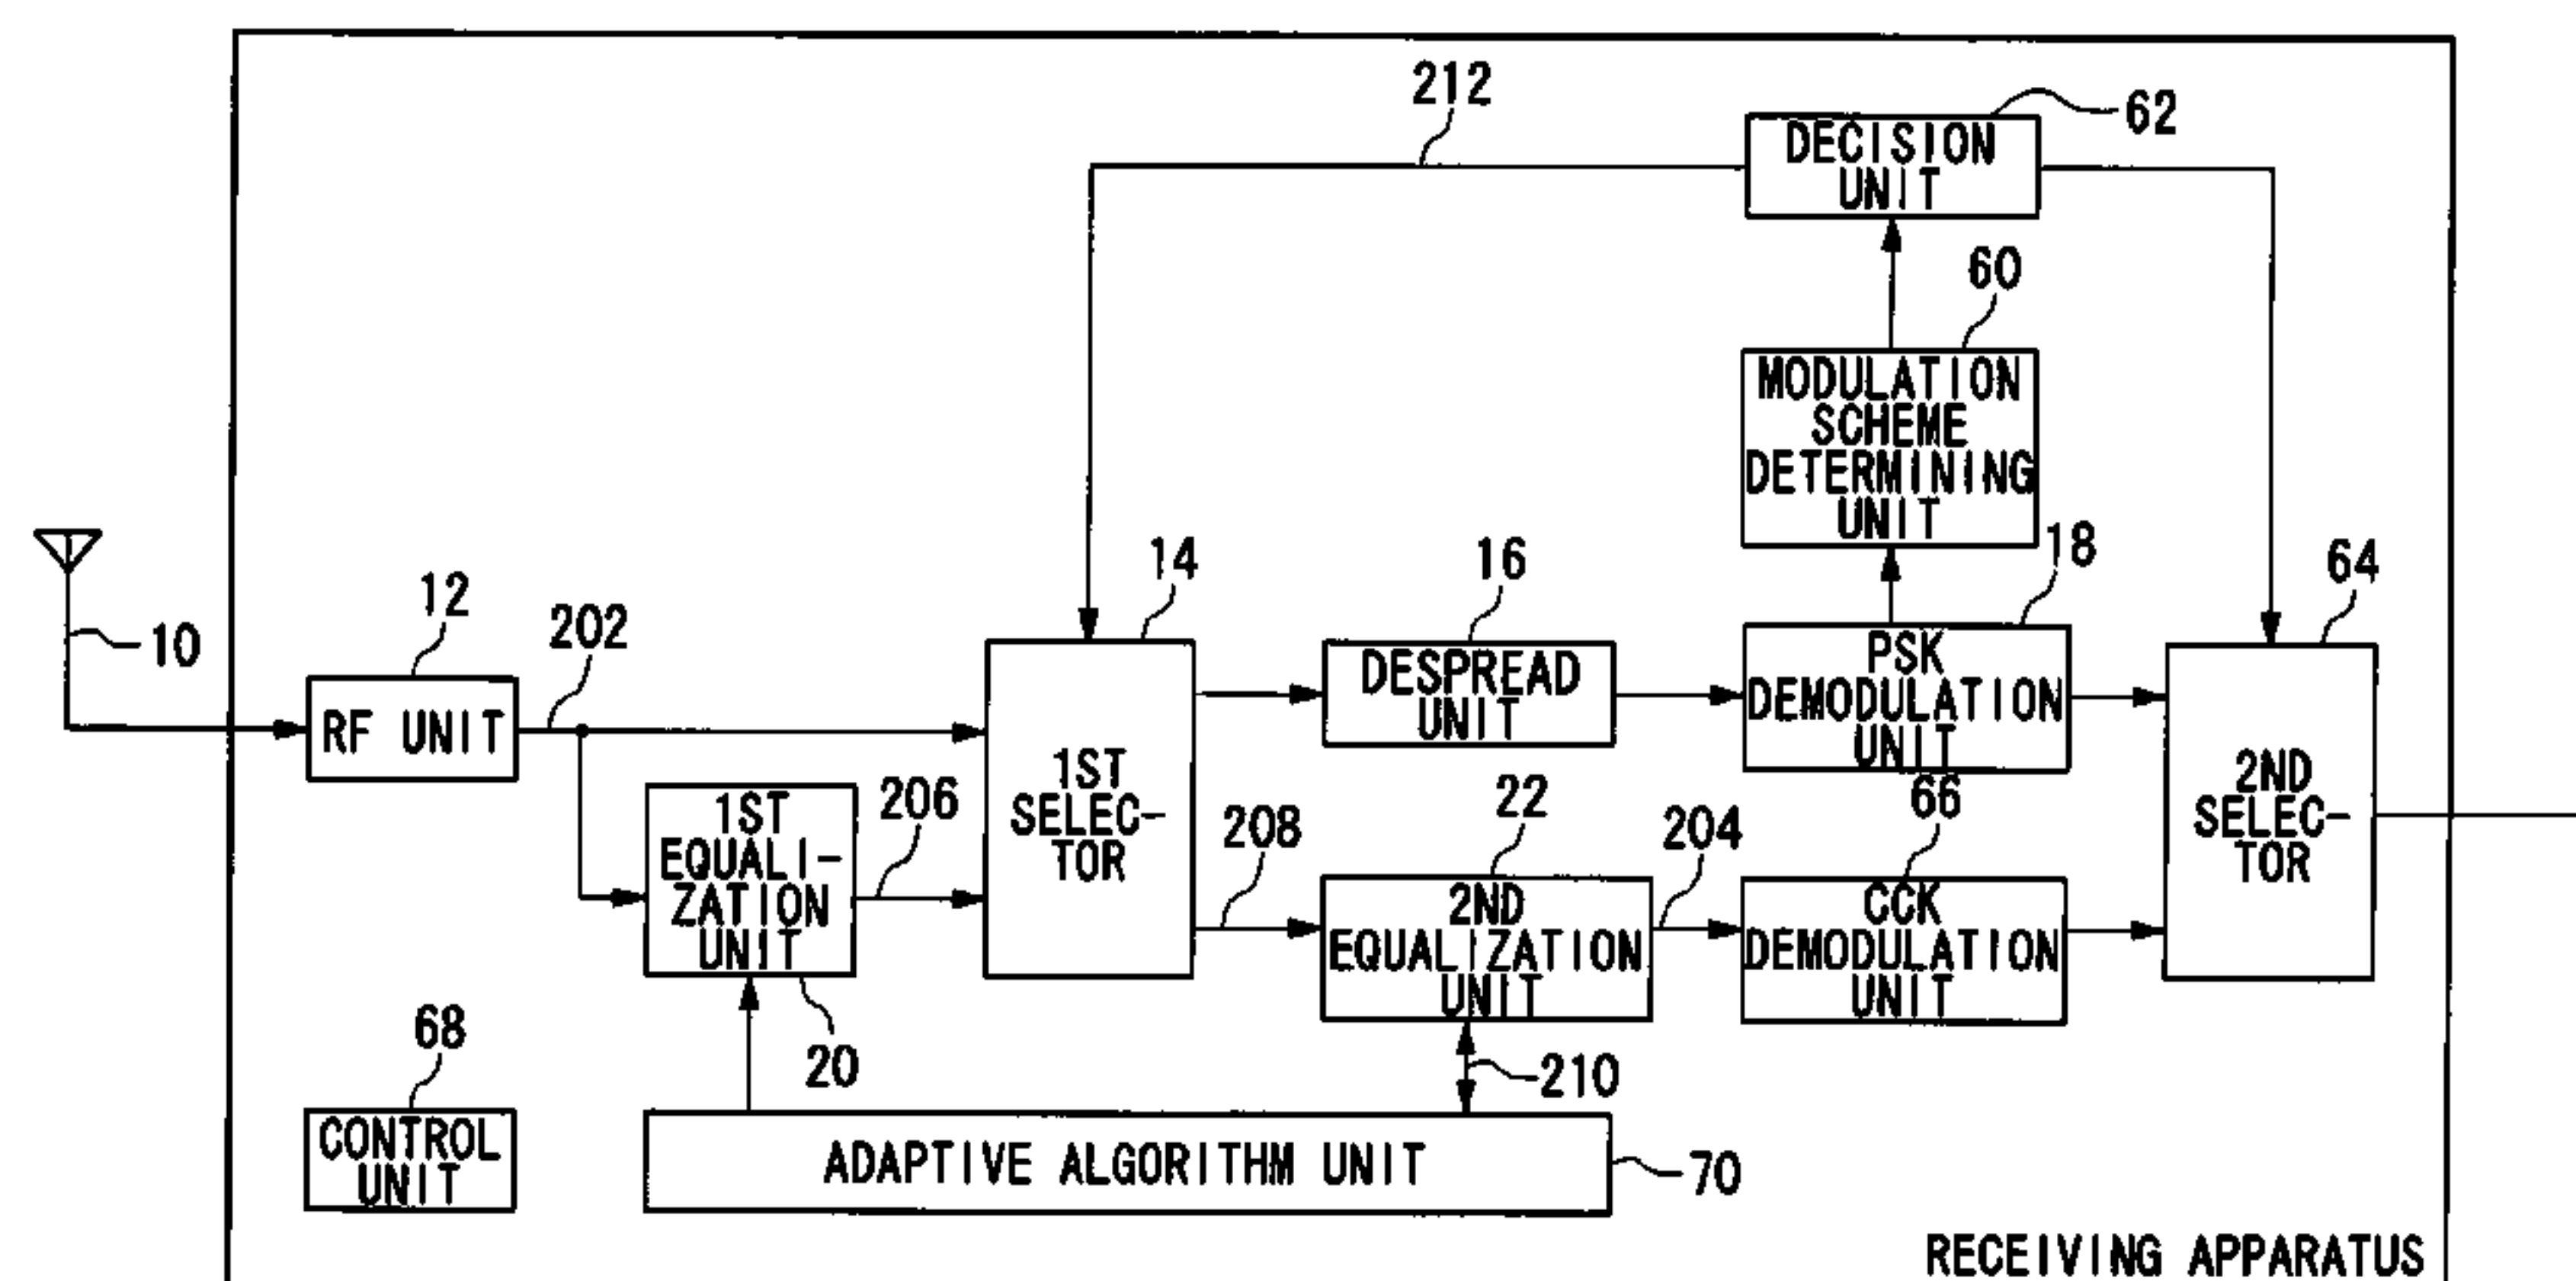 212
DECISION
UNIT
62
60
MODULATION
SCHEME
DETERMINING
UNIT
10
12
RF UNIT
202
14
1ST
SELEC-
TOR
16
DESPREAD
UNIT
18
PSK
DEMODULATION
UNIT
64
2ND
SELEC-
TOR
1ST
EQUALI-
ZATION
UNIT
206
20
208
22
2ND
EQUALIZATION
UNIT
204
66
CCK
DEMODULATION
UNIT
210
68
CONTROL
UNIT
ADAPTIVE ALGORITHM UNIT
70
RECEIVING APPARATUS